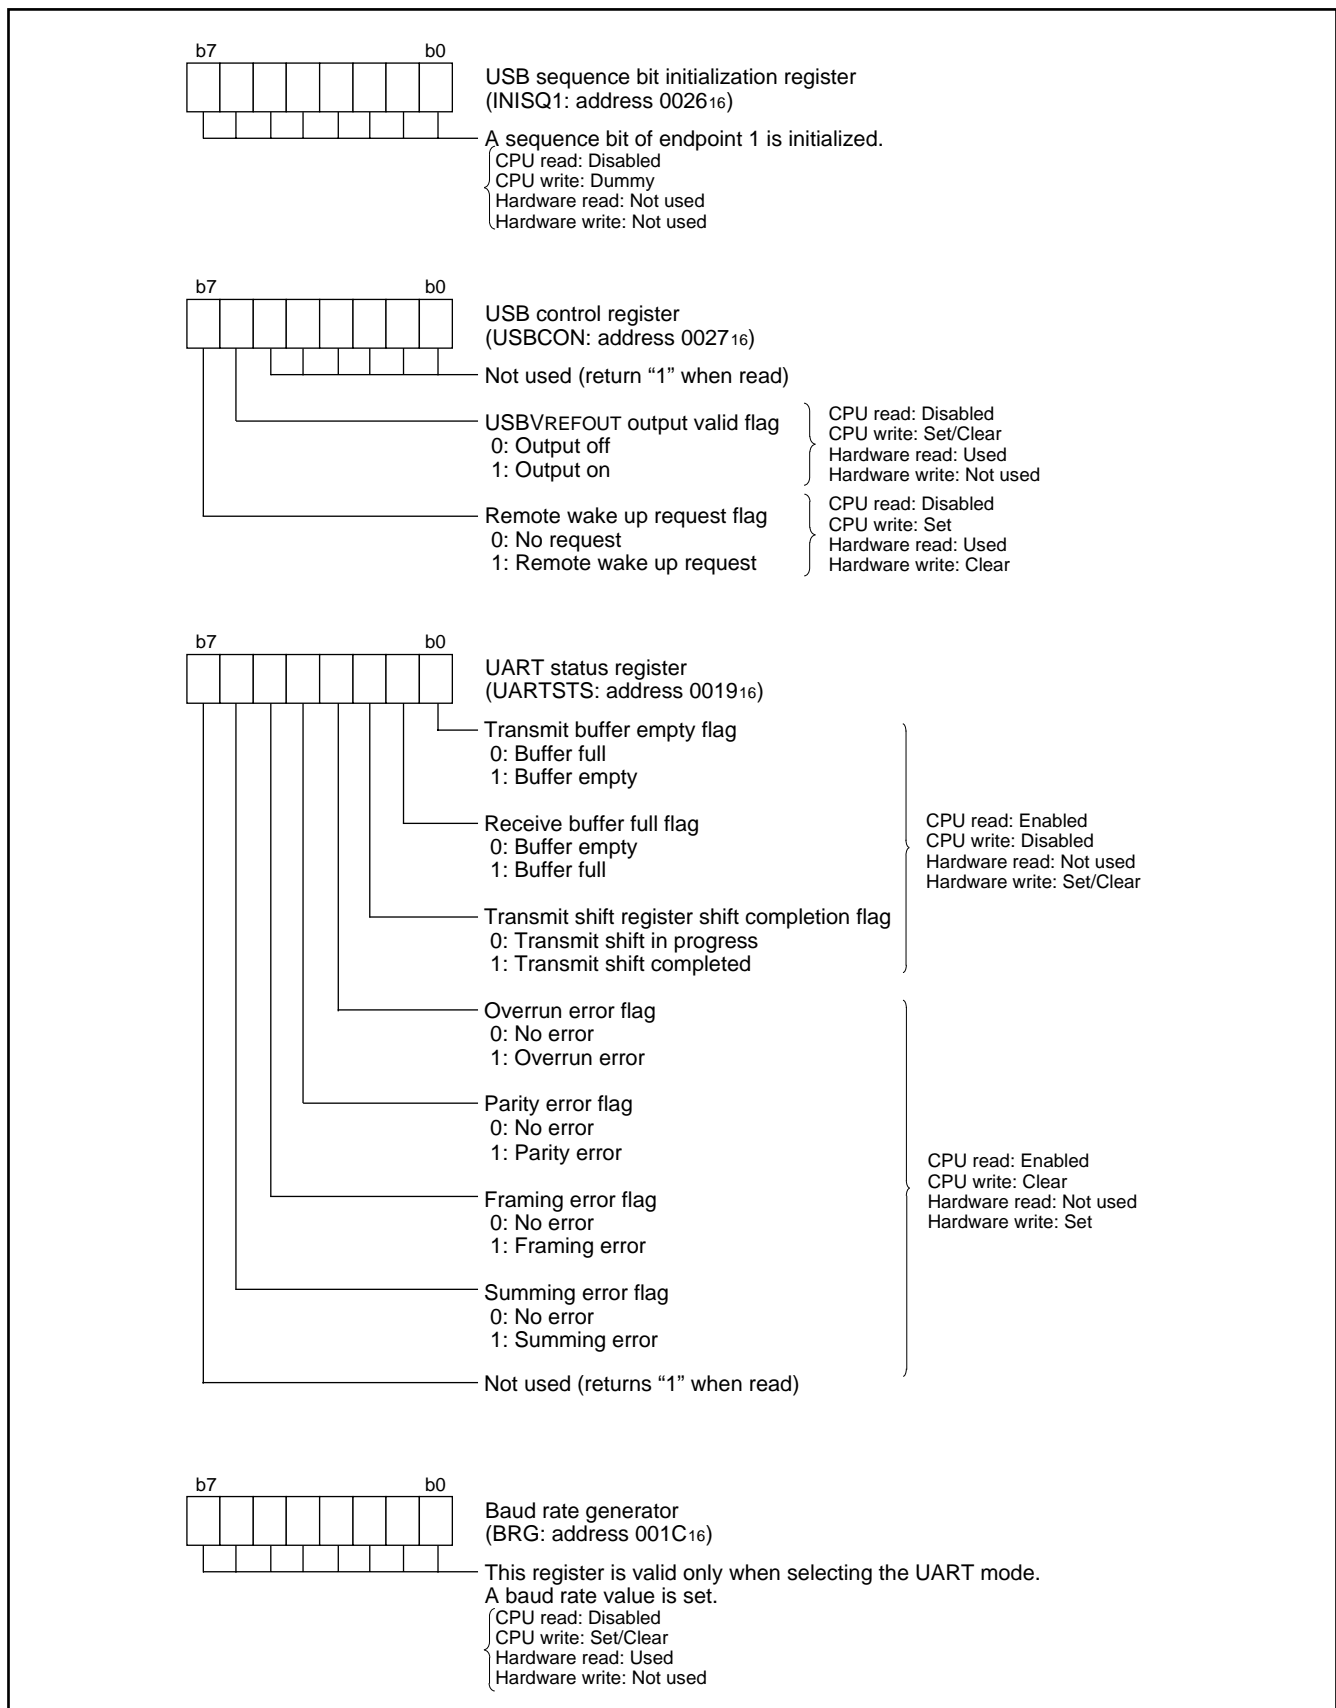 b7 b0
USB sequence bit initialization register
(INISQ1: address 002616)
A sequence bit of endpoint 1 is initialized.
CPU read: Disabled
CPU write: Dummy
Hardware read: Not used
Hardware write: Not used
b7 b0
USB control register
(USBCON: address 002716)
Not used (return “1” when read)
USBVREFOUT output valid flag
0: Output off
1: Output on
CPU read: Disabled
CPU write: Set/Clear
Hardware read: Used
Hardware write: Not used
Remote wake up request flag
0: No request
1: Remote wake up request
CPU read: Disabled
CPU write: Set
Hardware read: Used
Hardware write: Clear
b7 b0
UART status register
(UARTSTS: address 001916)
Transmit buffer empty flag
0: Buffer full
1: Buffer empty
Receive buffer full flag
0: Buffer empty
1: Buffer full
Transmit shift register shift completion flag
0: Transmit shift in progress
1: Transmit shift completed
CPU read: Enabled
CPU write: Disabled
Hardware read: Not used
Hardware write: Set/Clear
Overrun error flag
0: No error
1: Overrun error
Parity error flag
0: No error
1: Parity error
Framing error flag
0: No error
1: Framing error
Summing error flag
0: No error
1: Summing error
Not used (returns “1” when read)
CPU read: Enabled
CPU write: Clear
Hardware read: Not used
Hardware write: Set
b7 b0
Baud rate generator
(BRG: address 001C16)
This register is valid only when selecting the UART mode.
A baud rate value is set.
CPU read: Disabled
CPU write: Set/Clear
Hardware read: Used
Hardware write: Not used